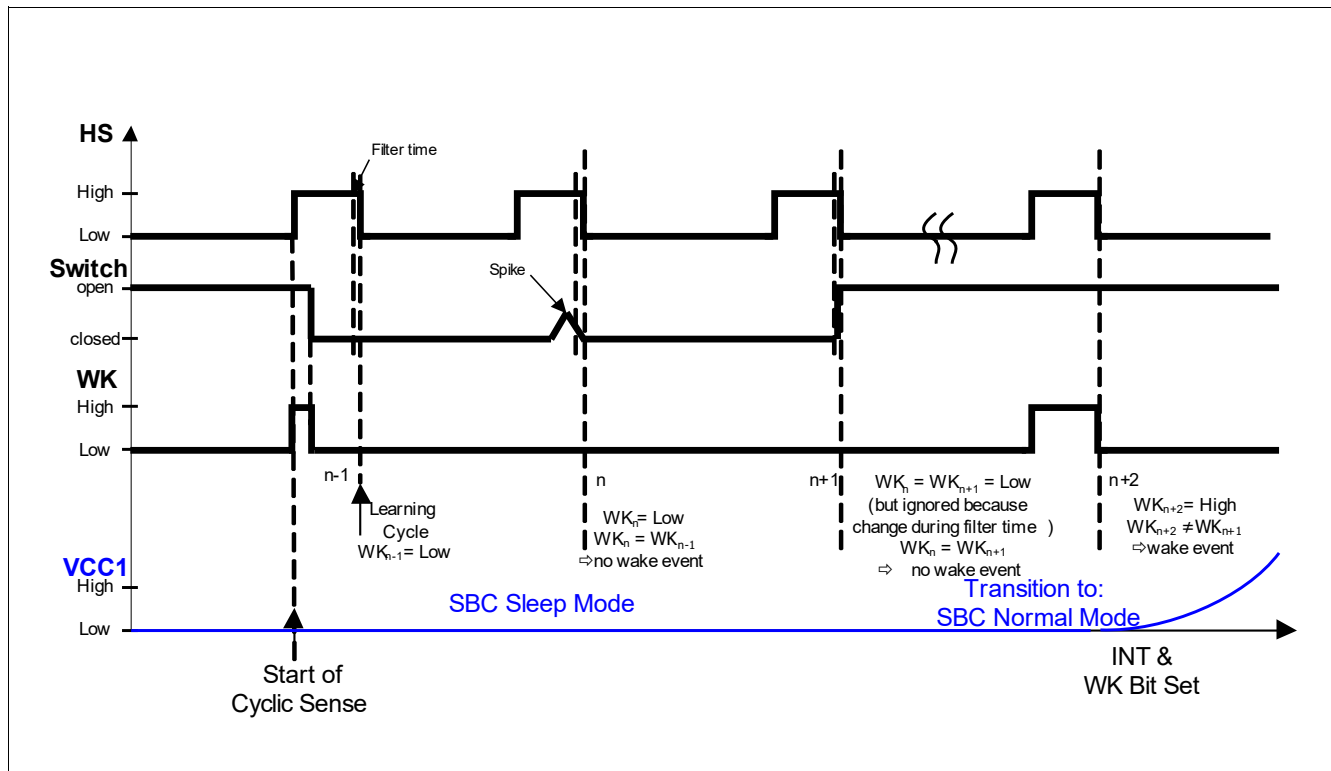 HS
Filter time
High
Low
Switch
open
Spike
closed
WK
High
Low
n-1
n
n+1
n+2
Learning
Cycle
WKn-1 = Low
WKn = Low
WKn = WKn-1
⇨no wake event
WKn = WKn+1 = Low
(but ignored because
change during filter time )
WKn = WKn+1
⇨ no wake event
WKn+2 = High
WKn+2 ≠ WKn+1
⇨wake event
VCC1
High
Low
SBC Sleep Mode
Transition to:
SBC Normal Mode
Start of
Cyclic Sense
INT &
WK Bit Set